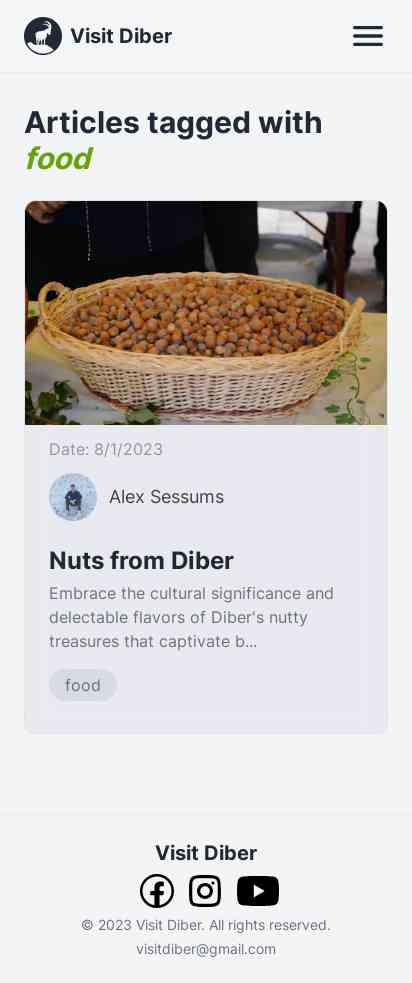 Visit Diber
Articles tagged with
food
Date: 8/1/2023
Alex Sessums
Nuts from Diber
Embrace the cultural significance and
delectable flavors of Diber's nutty
treasures that captivate b...
food
Visit Diber
© 2023 Visit Diber. All rights reserved.
visitdiber@gmail.com